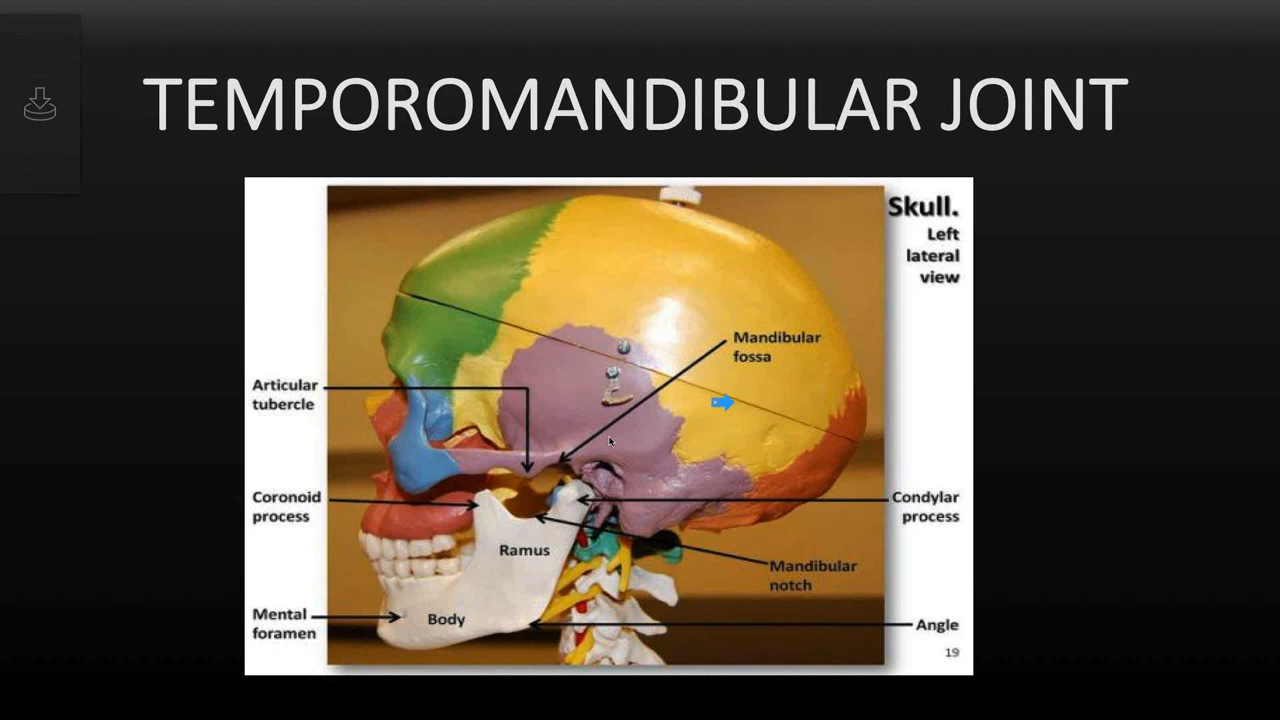 TEMPOROMANDIBULAR JOINT
Skull.
Left
lateral
view
Mandibular
fossa
Articular
tubercle
Coronoid
process
Condylar
process
Ramus
Mandibular
notch
Mental
foramen
Body
Angle
19